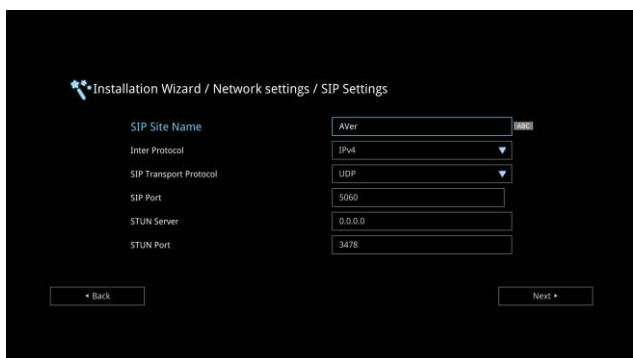 Installation Wizard / Network settings / SIP Settings
SIP Site Name AVer ABC
Inter Protocol IPv4
SIP Transport Protocol UDP
SIP Port 5060
STUN Server 0.0.0.0
STUN Port 3478
Back Next